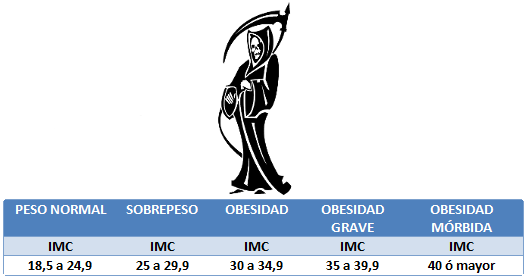 PESO NORMAL SOBREPESO OBESIDAD OBESIDAD GRAVE OBESIDAD MÓRBIDA
IMC IMC IMC IMC IMC
18,5 a 24,9 25 a 29,9 30 a 34,9 35 a 39,9 40 ó mayor